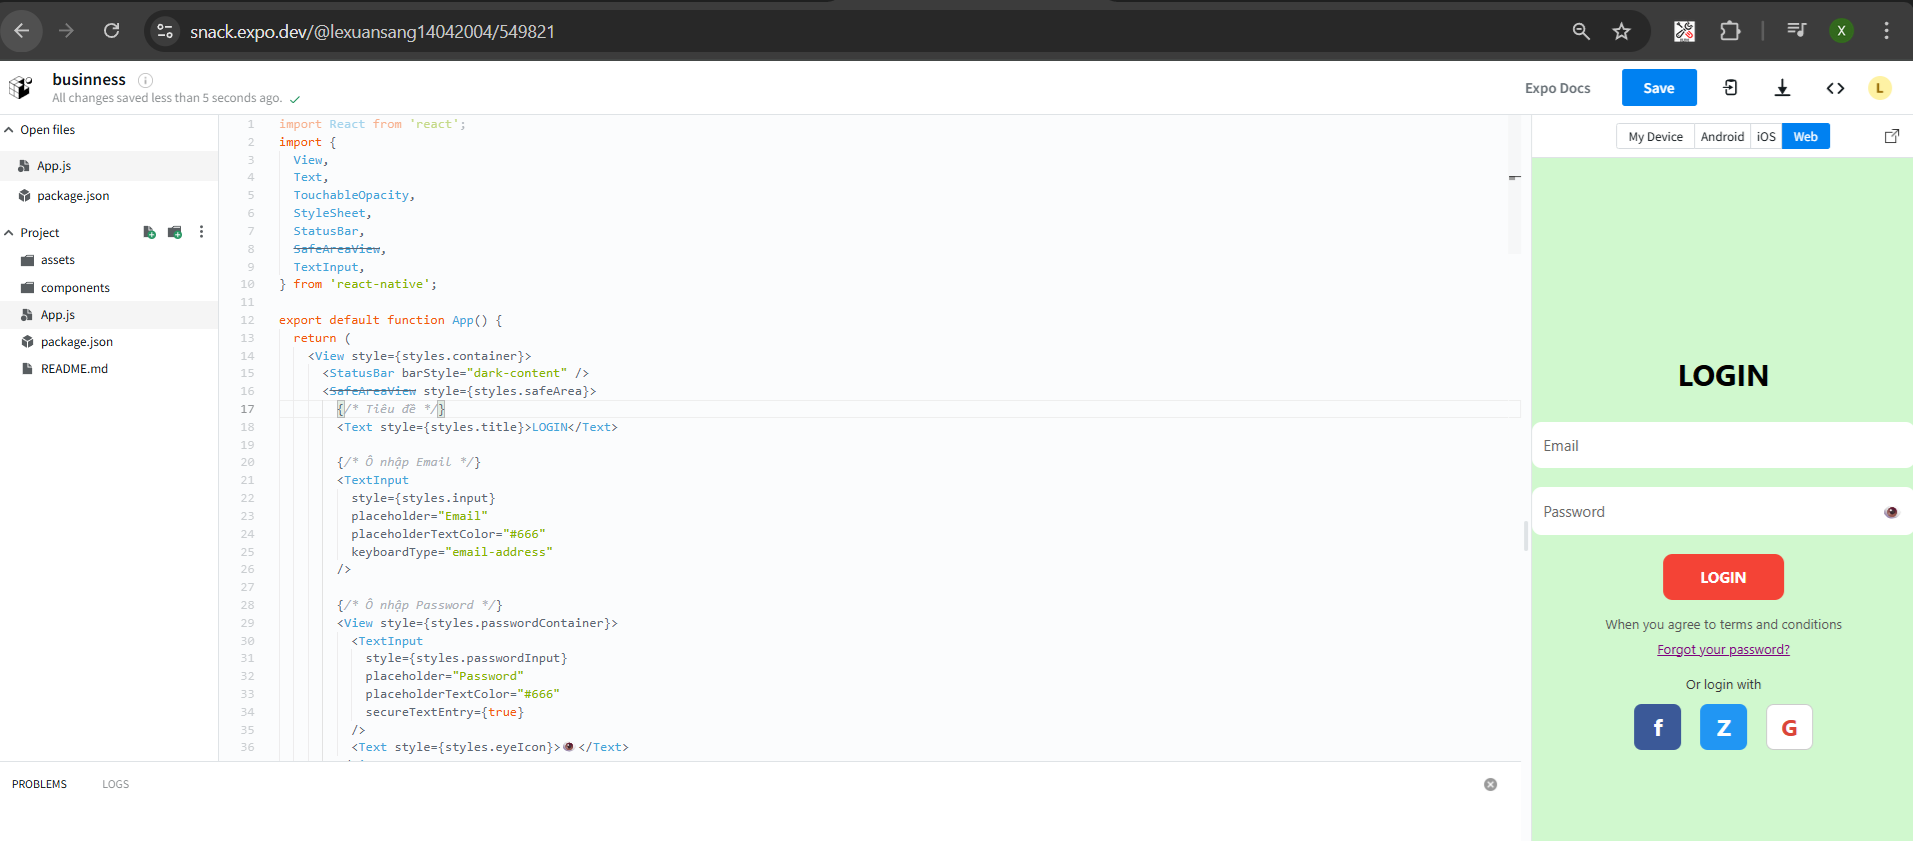 snack.expo.dev/@lexuansang14042004/549821
X
businness
All changes saved less than 5 seconds ago.
Expo Docs
Save
L
Open files
App.js
package.json
Project
assets
components
App.js
package.json
README.md
1 import React from 'react';
2 import {
3 View,
4 Text,
5 TouchableOpacity,
6 StyleSheet,
7 StatusBar,
8 SafeAreaView,
9 TextInput,
10 } from 'react-native';
11
12 export default function App() {
13 return (
14 <View style={styles.container}>
15 <StatusBar barStyle="dark-content" />
16 <SafeAreaView style={styles.safeArea}>
17 {/* Tiêu đề */}
18 <Text style={styles.title}>LOGIN</Text>
19
20 {/* Ô nhập Email */}
21 <TextInput
22 style={styles.input}
23 placeholder="Email"
24 placeholderTextColor="#666"
25 keyboardType="email-address"
26 />
27
28 {/* Ô nhập Password */}
29 <View style={styles.passwordContainer}>
30 <TextInput
31 style={styles.passwordInput}
32 placeholder="Password"
33 placeholderTextColor="#666"
34 secureTextEntry={true}
35 />
36 <Text style={styles.eyeIcon}>👁</Text>
PROBLEMS LOGS
My Device Android iOS Web
LOGIN
Email
Password
LOGIN
When you agree to terms and conditions
Forgot your password?
Or login with
f Z G